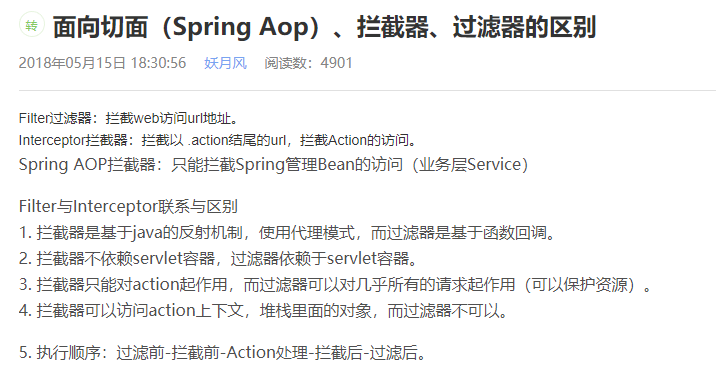 转 面向切面（Spring Aop）、拦截器、过滤器的区别
2018年05月15日 18:30:56 妖月风 阅读数：4901
Filter过滤器：拦截web访问url地址。
Interceptor拦截器：拦截以 .action结尾的url，拦截Action的访问。
Spring AOP拦截器：只能拦截Spring管理Bean的访问（业务层Service）
Filter与Interceptor联系与区别
1. 拦截器是基于java的反射机制，使用代理模式，而过滤器是基于函数回调。
2. 拦截器不依赖servlet容器，过滤器依赖于servlet容器。
3. 拦截器只能对action起作用，而过滤器可以对几乎所有的请求起作用（可以保护资源）。
4. 拦截器可以访问action上下文，堆栈里面的对象，而过滤器不可以。
5. 执行顺序：过滤前-拦截前-Action处理-拦截后-过滤后。